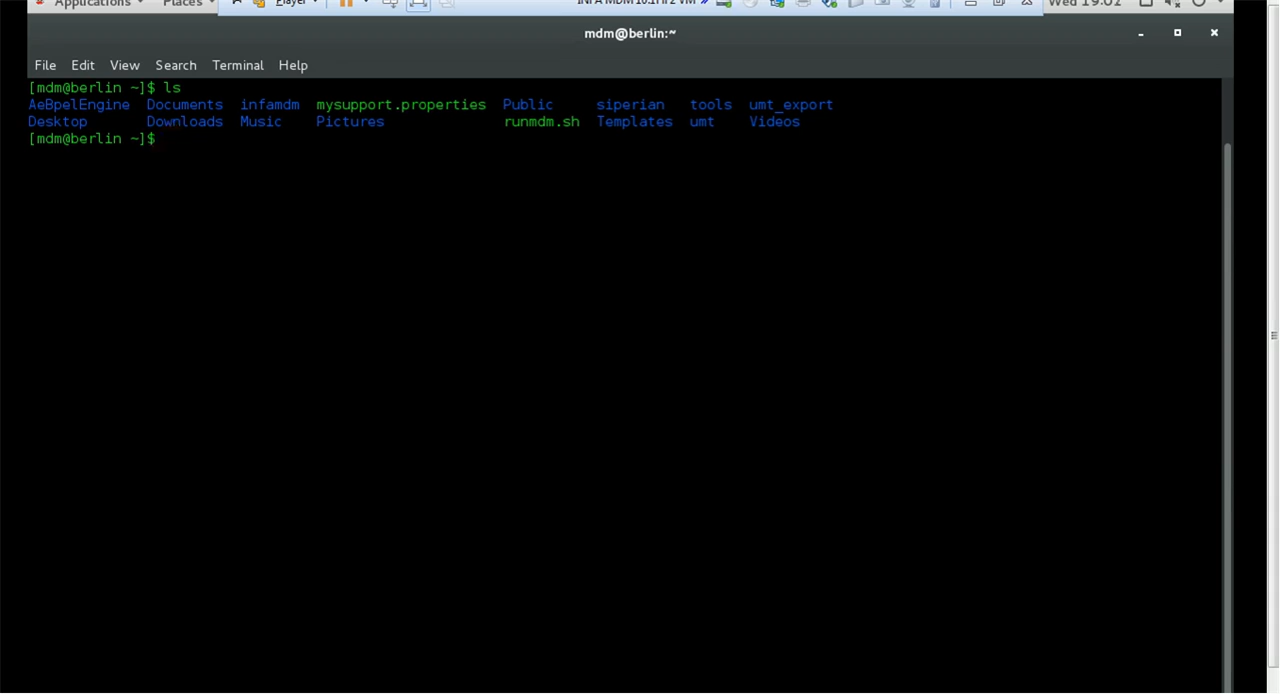 Applications Places Player INFA MDM 10.1HF2 VM Wed 19:02
mdm@berlin:~
File Edit View Search Terminal Help
[mdm@berlin ~]$ ls
AeBpelEngine Documents infamdm mysupport.properties Public siperian tools umt_export
Desktop Downloads Music Pictures runmdm.sh Templates umt Videos
[mdm@berlin ~]$